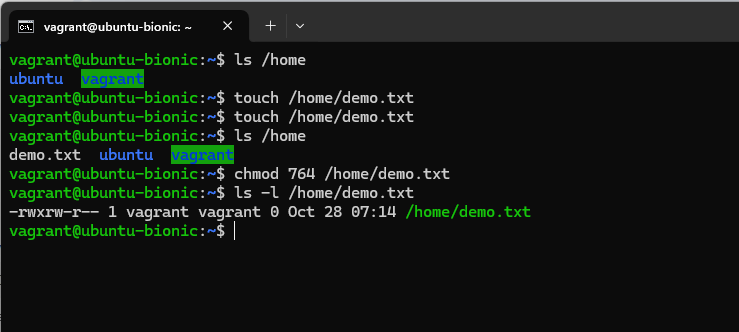 vagrant@ubuntu-bionic: ~
vagrant@ubuntu-bionic:~$ ls /home
ubuntu  vagrant
vagrant@ubuntu-bionic:~$ touch /home/demo.txt
vagrant@ubuntu-bionic:~$ touch /home/demo.txt
vagrant@ubuntu-bionic:~$ ls /home
demo.txt  ubuntu  vagrant
vagrant@ubuntu-bionic:~$ chmod 764 /home/demo.txt
vagrant@ubuntu-bionic:~$ ls -l /home/demo.txt
-rwxrw-r-- 1 vagrant vagrant 0 Oct 28 07:14 /home/demo.txt
vagrant@ubuntu-bionic:~$